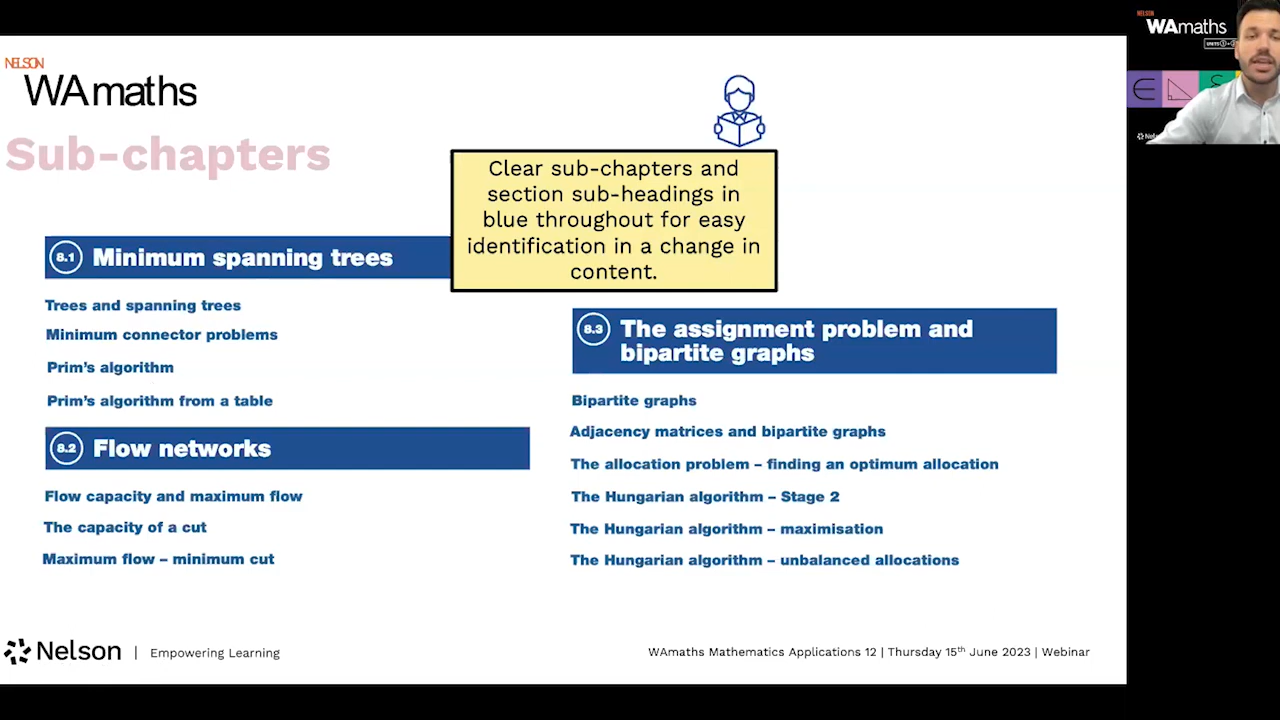 NELSON
WAmaths
Sub-chapters
Clear sub-chapters and
section sub-headings in
blue throughout for easy
identification in a change in
content.
8.1 Minimum spanning trees
Trees and spanning trees
Minimum connector problems
Prim's algorithm
Prim's algorithm from a table
8.2 Flow networks
Flow capacity and maximum flow
The capacity of a cut
Maximum flow – minimum cut
8.3 The assignment problem and
bipartite graphs
Bipartite graphs
Adjacency matrices and bipartite graphs
The allocation problem – finding an optimum allocation
The Hungarian algorithm – Stage 2
The Hungarian algorithm – maximisation
The Hungarian algorithm – unbalanced allocations
Nelson | Empowering Learning
WAmaths Mathematics Applications 12 | Thursday 15th June 2023 | Webinar
NELSON
WAmaths